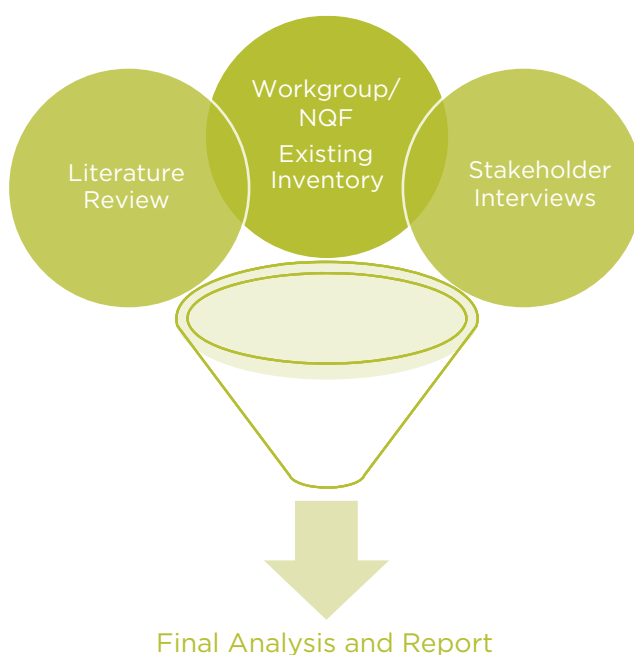 Literature
Review
Workgroup/
NQF
Existing
Inventory
Stakeholder
Interviews
Final Analysis and Report